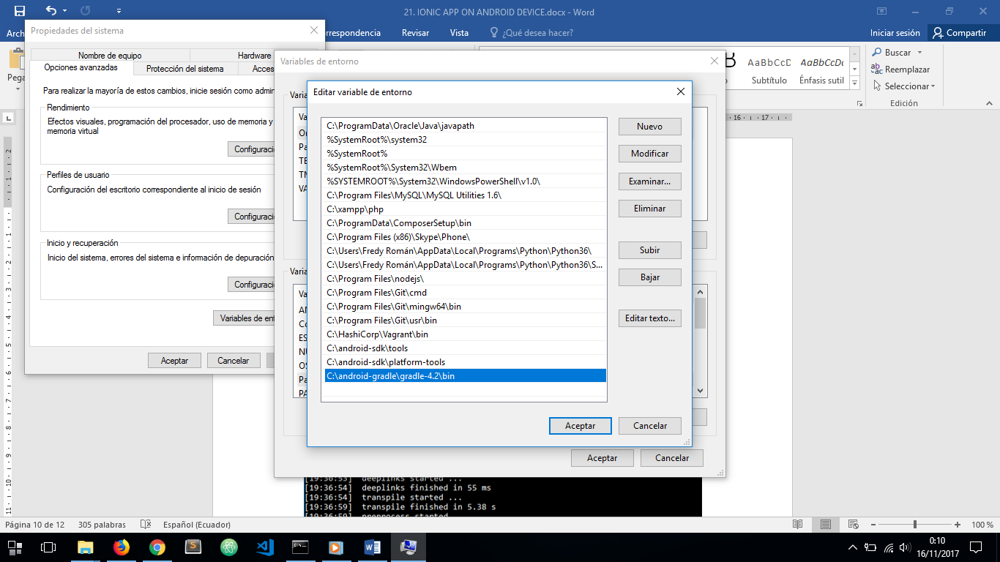 21. IONIC APP ON ANDROID DEVICE.docx - Word
Arch
rrespondencia
Revisar
Vista
¿Qué desea hacer?
Iniciar sesión
Compartir
Pega
AaBbCcD
AaBbCcDc
Subtítulo
Énfasis sutil
Buscar
Reemplazar
Seleccionar
Edición
Propiedades del sistema
Nombre de equipo
Hardware
Opciones avanzadas
Protección del sistema
Acces
Para realizar la mayoría de estos cambios, inicie sesión como admin
Rendimiento
Efectos visuales, programación del procesador, uso de memoria y
memoria virtual
Configuració
Perfiles de usuario
Configuración del escritorio correspondiente al inicio de sesión
Configuració
Inicio y recuperación
Inicio del sistema, errores del sistema e información de depuración
Configuració
Variables de ent
Aceptar
Cancelar
Variables de entorno
Varia
Va
On
Pa
TE
TM
VA
Varia
Va
AN
Co
ES
NU
OS
Pa
PA
Aceptar
Cancelar
Editar variable de entorno
C:\ProgramData\Oracle\Java\javapath
%SystemRoot%\system32
%SystemRoot%
%SystemRoot%\System32\Wbem
%SYSTEMROOT%\System32\WindowsPowerShell\v1.0\
C:\Program Files\MySQL\MySQL Utilities 1.6\
C:\xampp\php
C:\ProgramData\ComposerSetup\bin
C:\Program Files (x86)\Skype\Phone\
C:\Users\Fredy Román\AppData\Local\Programs\Python\Python36\
C:\Users\Fredy Román\AppData\Local\Programs\Python\Python36\S...
C:\Program Files\nodejs\
C:\Program Files\Git\cmd
C:\Program Files\Git\mingw64\bin
C:\Program Files\Git\usr\bin
C:\HashiCorp\Vagrant\bin
C:\android-sdk\tools
C:\android-sdk\platform-tools
C:\android-gradle\gradle-4.2\bin
Nuevo
Modificar
Examinar...
Eliminar
Subir
Bajar
Editar texto...
Aceptar
Cancelar
16 17
[19:36:53] deeplinks started ...
[19:36:54] deeplinks finished in 55 ms
[19:36:54] transpile started ...
[19:36:59] transpile finished in 5.38 s
[19:36:59] preprocess started
Página 10 de 12
305 palabras
Español (Ecuador)
100 %
0:10
16/11/2017